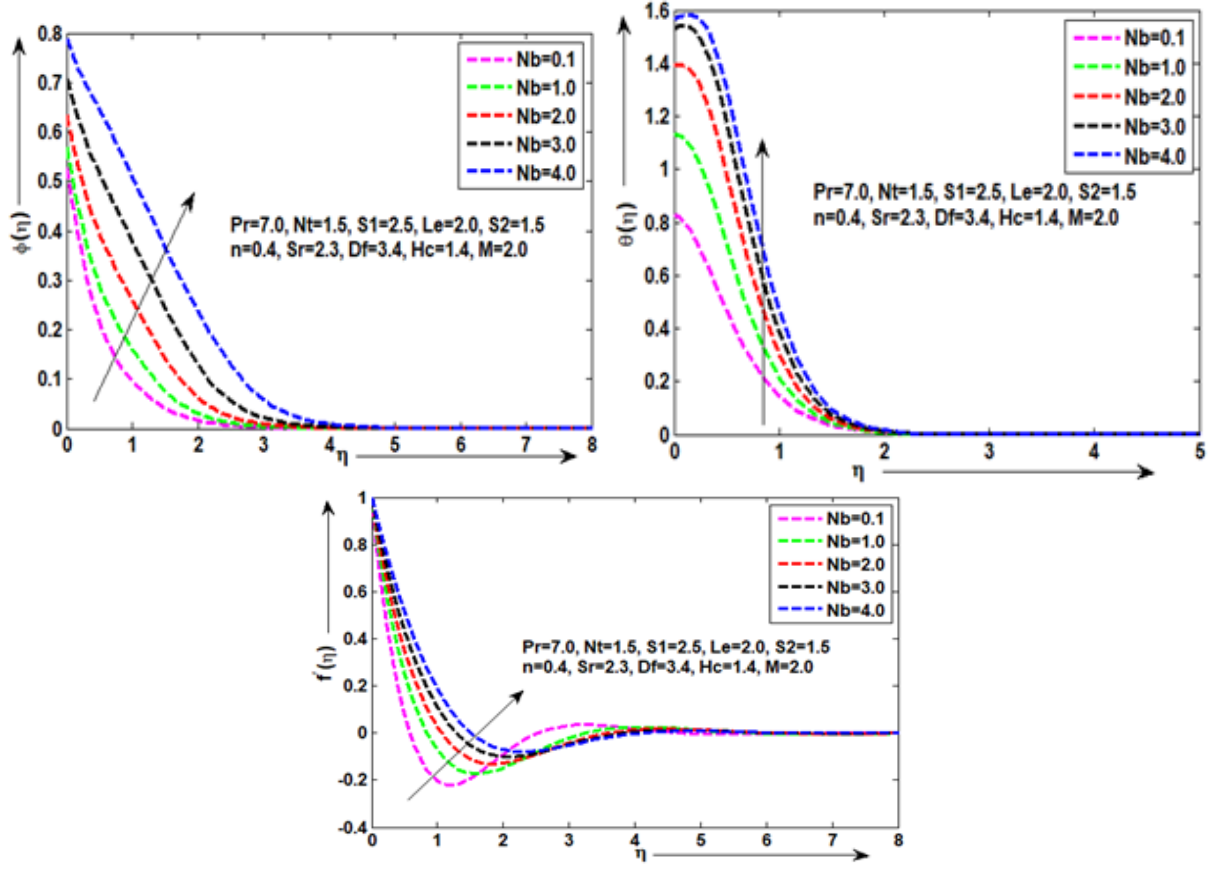 0.8
0.7
0.6
0.5
0.4
0.3
0.2
0.1
0
ϕ(η)
Nb=0.1
Nb=1.0
Nb=2.0
Nb=3.0
Nb=4.0
Pr=7.0, Nt=1.5, S1=2.5, Le=2.0, S2=1.5
n=0.4, Sr=2.3, Df=3.4, Hc=1.4, M=2.0
0 1 2 3 4 5 6 7 8
η
1.6
1.4
1.2
1
0.8
0.6
0.4
0.2
0
θ(η)
Nb=0.1
Nb=1.0
Nb=2.0
Nb=3.0
Nb=4.0
Pr=7.0, Nt=1.5, S1=2.5, Le=2.0, S2=1.5
n=0.4, Sr=2.3, Df=3.4, Hc=1.4, M=2.0
0 1 2 3 4 5
η
1
0.8
0.6
0.4
0.2
0
-0.2
-0.4
f'(η)
Nb=0.1
Nb=1.0
Nb=2.0
Nb=3.0
Nb=4.0
Pr=7.0, Nt=1.5, S1=2.5, Le=2.0, S2=1.5
n=0.4, Sr=2.3, Df=3.4, Hc=1.4, M=2.0
0 1 2 3 4 5 6 7 8
η